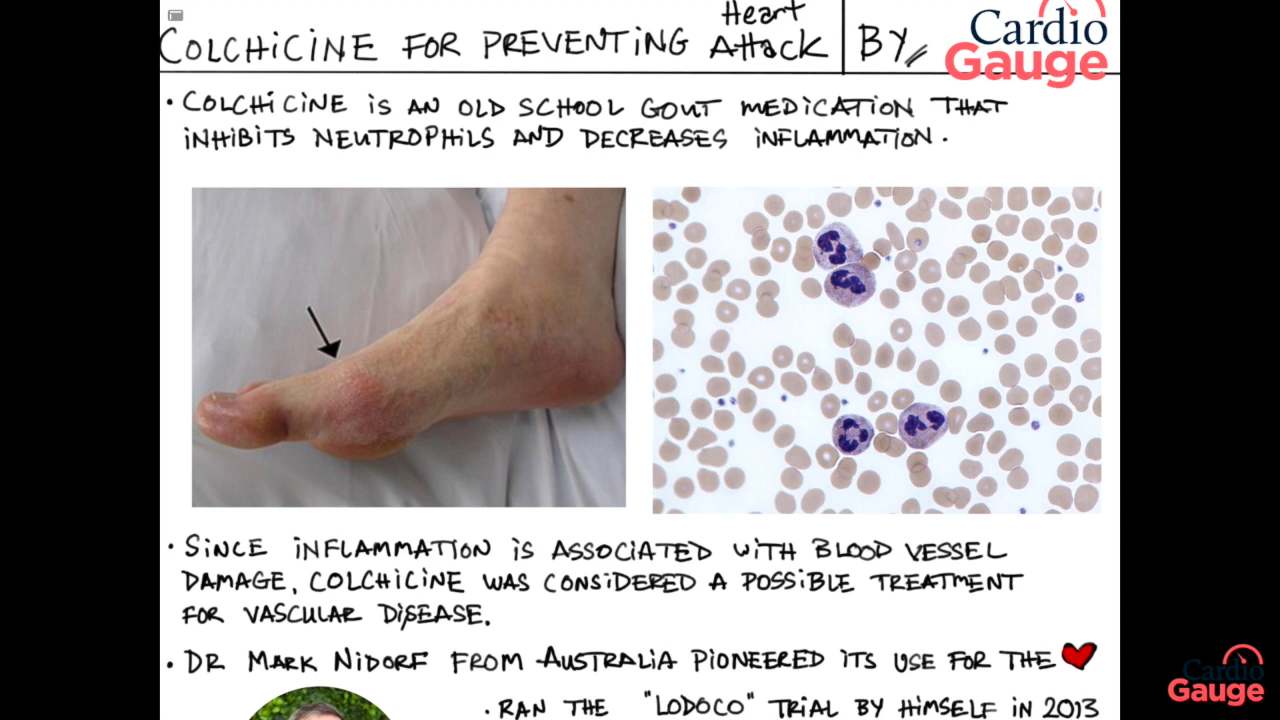 COLCHICINE FOR PREVENTING Heart Attack | BY
Cardio
Gauge
• COLCHICINE IS AN OLD SCHOOL GOUT MEDICATION THAT
INHIBITS NEUTROPHILS AND DECREASES INFLAMMATION.
• SINCE INFLAMMATION IS ASSOCIATED WITH BLOOD VESSEL
DAMAGE, COLCHICINE WAS CONSIDERED A POSSIBLE TREATMENT
FOR VASCULAR DISEASE.
• DR MARK NIDORF FROM AUSTRALIA PIONEERED ITS USE FOR THE ❤
• RAN THE "LODOCO" TRIAL BY HIMSELF IN 2013
Cardio
Gauge